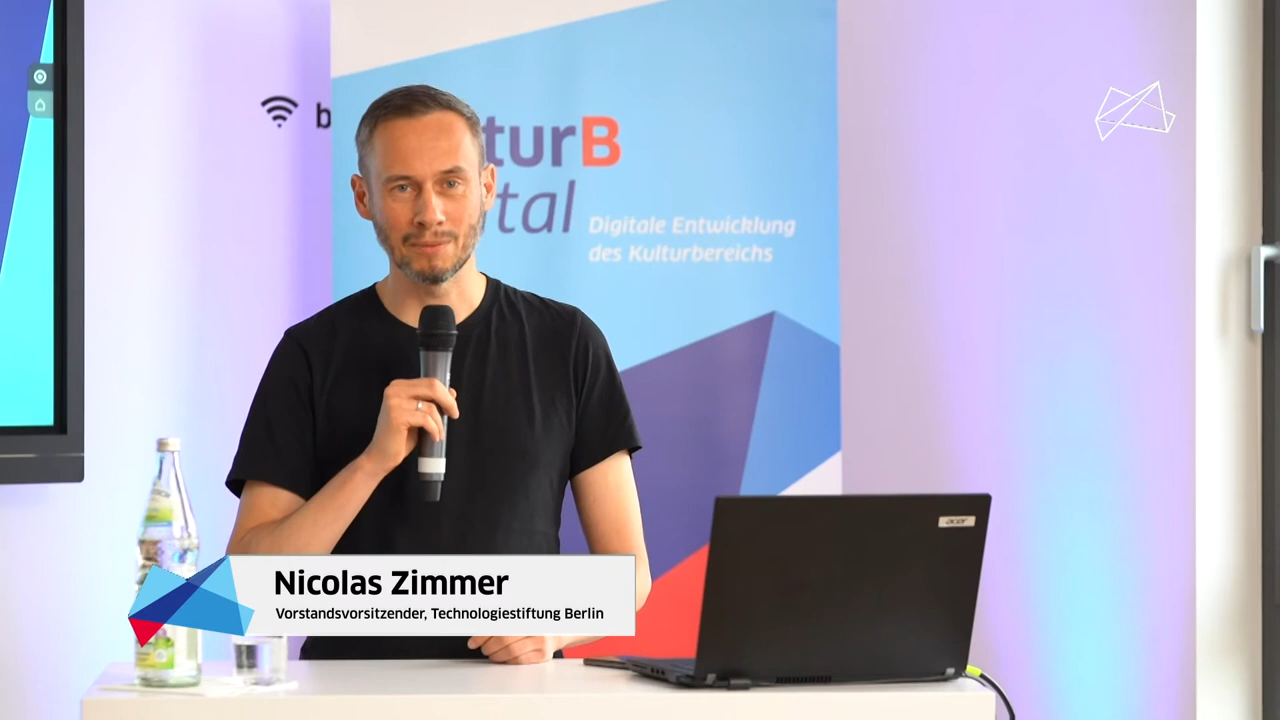 b
turB
tal
Digitale Entwicklung
des Kulturbereichs
acer
Nicolas Zimmer
Vorstandsvorsitzender, Technologiestiftung Berlin